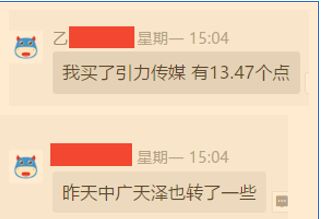 乙 星期一 15:04
我买了引力传媒 有13.47个点
星期一 15:04
昨天中广天泽也转了一些